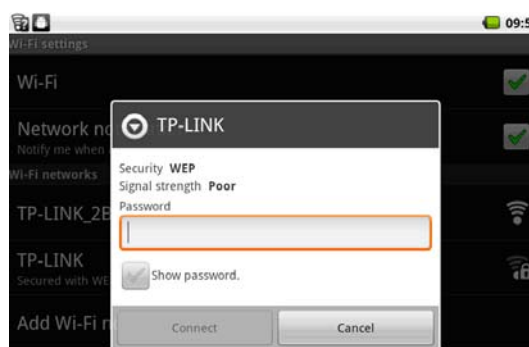 09:5
Wi-Fi settings
Wi-Fi
Network no
Notify me when
Wi-Fi networks
TP-LINK_2B
TP-LINK
Secured with WE
Add Wi-Fi n
TP-LINK
Security WEP
Signal strength Poor
Password
Show password.
Connect
Cancel